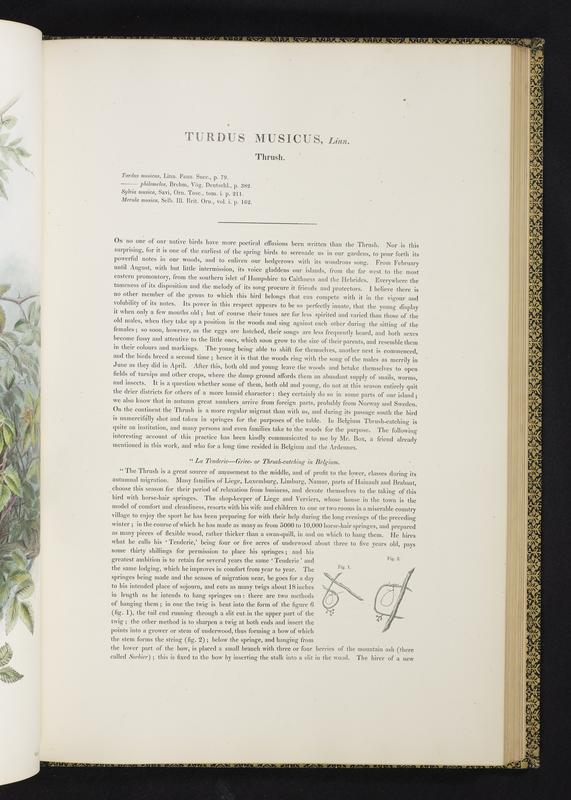 TURDUS MUSICUS, Linn.
Thrush.
Turdus musicus, Linn. Faun. Suec., p. 79.
——— philomelos, Brehm, Vög. Deutschl., p. 382.
Sylvia musica, Savi, Orn. Tosc., tom. i. p. 211.
Merula musica, Selb. Ill. Brit. Orn., vol. i. p. 162.
On no one of our native birds have more poetical effusions been written than the Thrush. Nor is this
surprising, for it is one of the earliest of the spring birds to serenade us in our gardens, to pour forth its
powerful notes in our woods, and to enliven our hedgerows with its wondrous song. From February
until August, with but little intermission, its voice gladdens our islands, from the far west to the most
eastern promontory, from the southern islet of Hampshire to Caithness and the Hebrides. Everywhere the
tameness of its disposition and the melody of its song procure it friends and protectors. I believe there is
no other member of the genus to which this bird belongs that can compete with it in the vigour and
volubility of its notes. Its power in this respect appears to be so perfectly innate, that the young display
it when only a few months old; but of course their tones are far less spirited and varied than those of the
old males, when they take up a position in the woods and sing against each other during the sitting of the
females; so soon, however, as the eggs are hatched, their songs are less frequently heard, and both sexes
become fussy and attentive to the little ones, which soon grow to the size of their parents, and resemble them
in their colours and markings. The young being able to shift for themselves, another nest is commenced,
and the birds breed a second time; hence it is that the woods ring with the song of the males as merrily in
June as they did in April. After this, both old and young leave the woods and betake themselves to open
fields of turnips and other crops, where the damp ground affords them an abundant supply of snails, worms,
and insects. It is a question whether some of them, both old and young, do not at this season entirely quit
the drier districts for others of a more humid character: they certainly do so in some parts of our island;
we also know that in autumn great numbers arrive from foreign parts, probably from Norway and Sweden.
On the continent the Thrush is a more regular migrant than with us, and during its passage south the bird
is unmercifully shot and taken in springes for the purposes of the table. In Belgium Thrush-catching is
quite an institution, and many persons and even families take to the woods for the purpose. The following
interesting account of this practice has been kindly communicated to me by Mr. Box, a friend already
mentioned in this work, and who for a long time resided in Belgium and the Ardennes.
"La Tenderie—Grive- or Thrush-catching in Belgium.
"The Thrush is a great source of amusement to the middle, and of profit to the lower, classes during its
autumnal migration. Many families of Liege, Luxemburg, Limburg, Namur, parts of Hainault and Brabant,
choose this season for their period of relaxation from business, and devote themselves to the taking of this
bird with horse-hair springes. The shop-keeper of Liege and Verviers, whose house in the town is the
model of comfort and cleanliness, resorts with his wife and children to one or two rooms in a miserable country
village to enjoy the sport he has been preparing for with their help during the long evenings of the preceding
winter; in the course of which he has made as many as from 5000 to 10,000 horse-hair springes, and prepared
as many pieces of flexible wood, rather thicker than a swan-quill, in and on which to hang them. He hires
what he calls his 'Tenderie,' being four or five acres of underwood about three to five years old, pays
some thirty shillings for permission to place his springes; and his
greatest ambition is to retain for several years the same 'Tenderie' and
the same lodging, which he improves in comfort from year to year. The
springes being made and the season of migration near, he goes for a day
to his intended place of sojourn, and cuts as many twigs about 18 inches
in length as he intends to hang springes on: there are two methods
of hanging them; in one the twig is bent into the form of the figure 6
(fig. 1), the tail end running through a slit cut in the upper part of the
twig; the other method is to sharpen a twig at both ends and insert the
points into a grower or stem of underwood, thus forming a bow of which
the stem forms the string (fig. 2); below the springe, and hanging from
Fig. 1.
Fig. 2.
the lower part of the bow, is placed a small branch with three or four berries of the mountain ash (there
called Sorbier); this is fixed to the bow by inserting the stalk into a slit in the wood. The hirer of a new